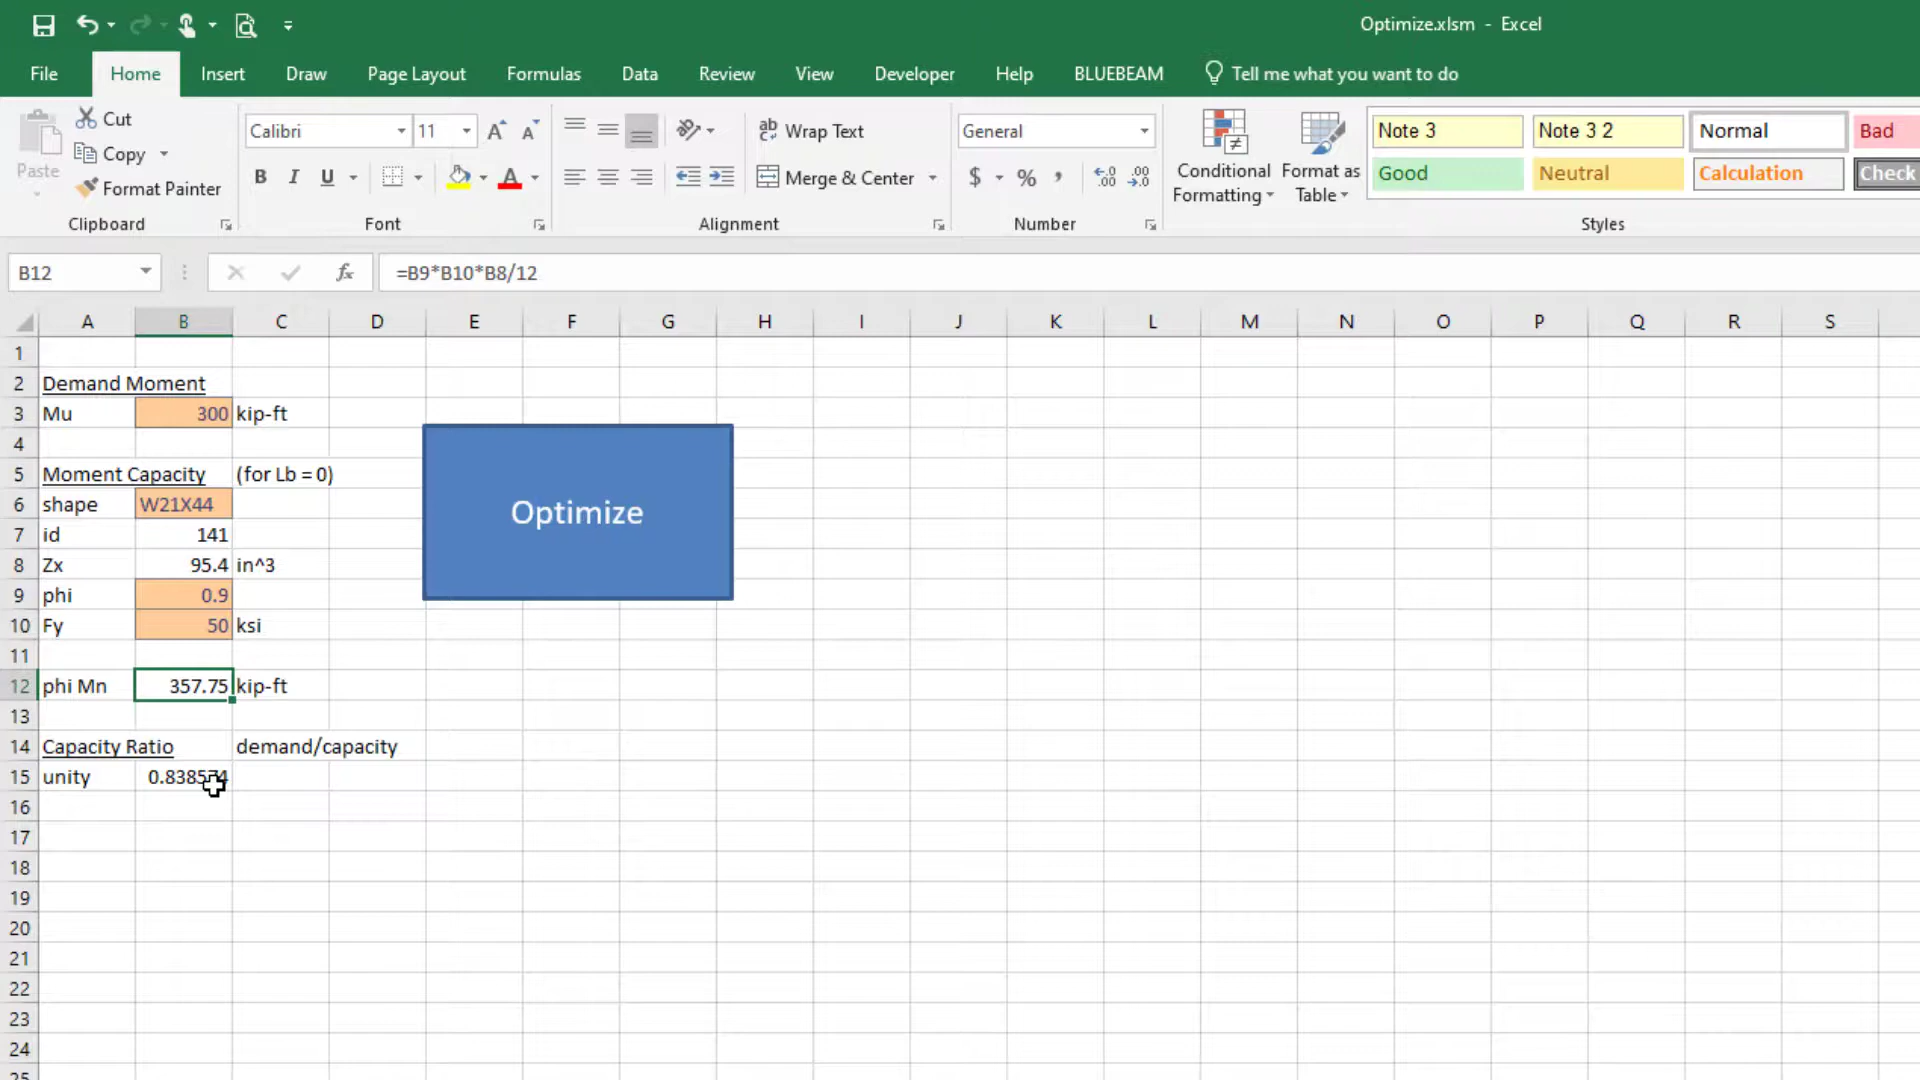 Optimize.xlsm - Excel
File Home Insert Draw Page Layout Formulas Data Review View Developer Help BLUEBEAM Tell me what you want to do
Paste
Cut
Copy
Format Painter
Clipboard
Calibri 11
B I U
Font
Wrap Text
Merge & Center
Alignment
General
$ % ,
Number
Conditional Formatting
Format as Table
Note 3 Note 3 2 Normal Bad
Good Neutral Calculation Check
Styles
B12 fx =B9*B10*B8/12
A B C D E F G H I J K L M N O P Q R S
1
2 Demand Moment
3 Mu 300 kip-ft
4
5 Moment Capacity (for Lb = 0)
6 shape W21X44
7 id 141
8 Zx 95.4 in^3
9 phi 0.9
10 Fy 50 ksi
11
12 phi Mn 357.75 kip-ft
13
14 Capacity Ratio demand/capacity
15 unity 0.838574
16
17
18
19
20
21
22
23
24
25
Optimize